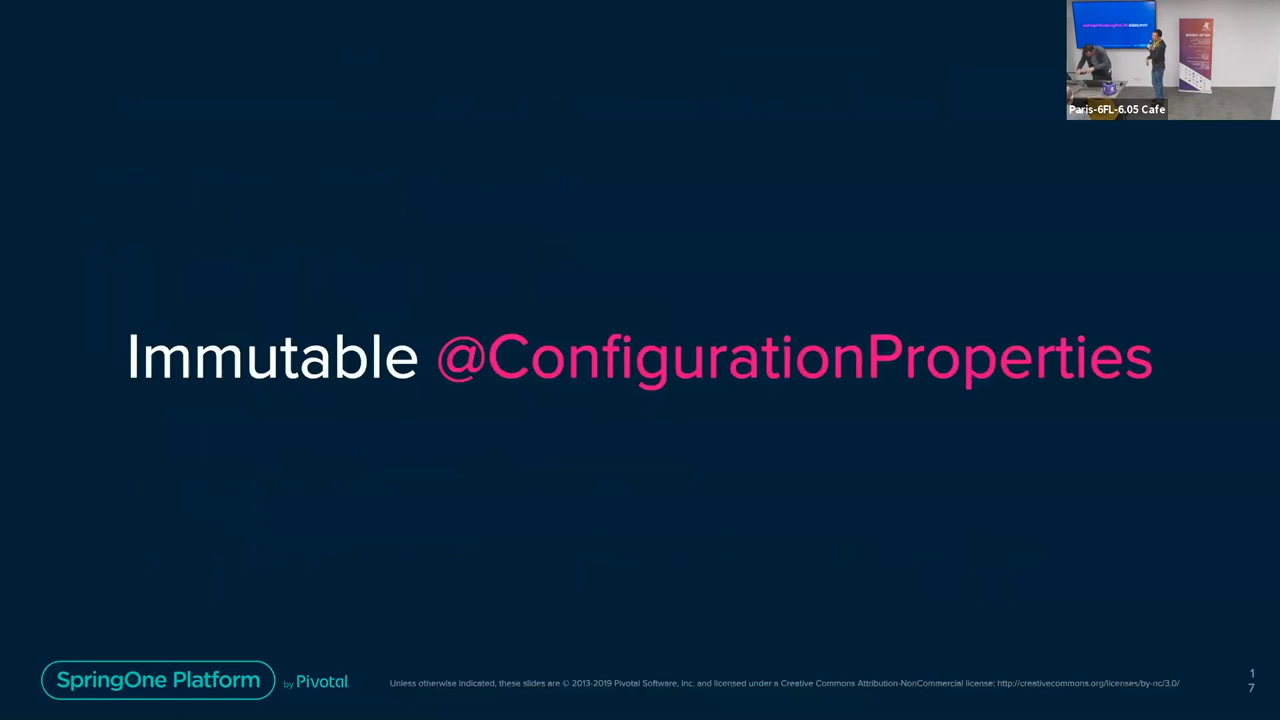 Paris-6FL-6.05 Cafe
Immutable @ConfigurationProperties
SpringOne Platform by Pivotal
Unless otherwise indicated, these slides are © 2013-2019 Pivotal Software, Inc. and licensed under a Creative Commons Attribution-NonCommercial license: http://creativecommons.org/licenses/by-nc/3.0/
1
7